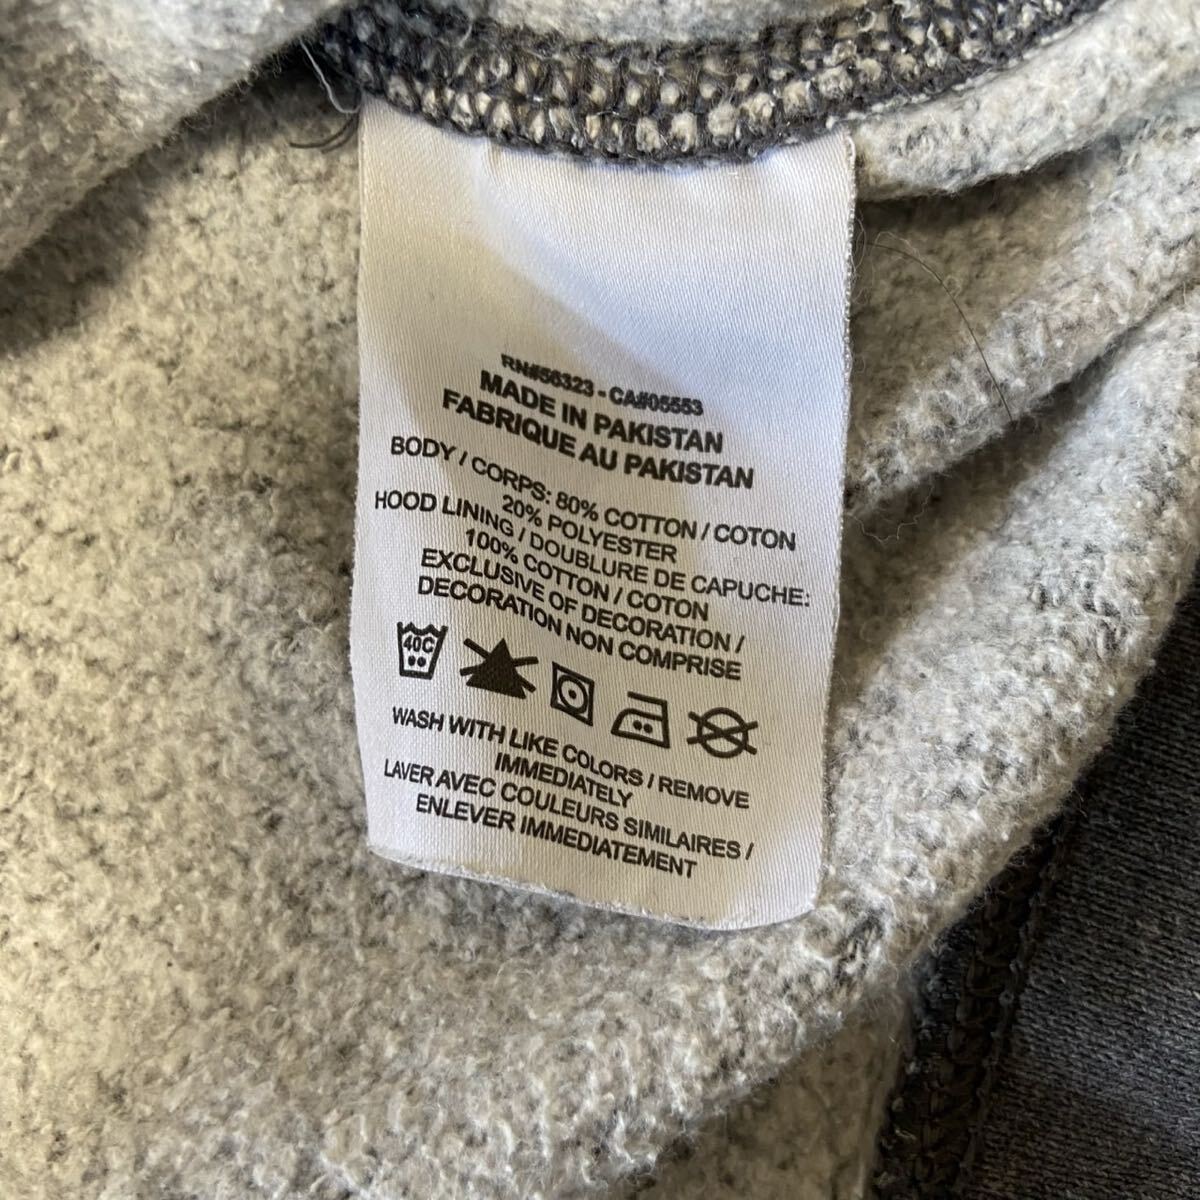 RN#56323 - CA#05553
MADE IN PAKISTAN
FABRIQUE AU PAKISTAN
BODY / CORPS: 80% COTTON / COTON
20% POLYESTER
HOOD LINING / DOUBLURE DE CAPUCHE:
100% COTTON / COTON
EXCLUSIVE OF DECORATION /
DECORATION NON COMPRISE
40C
WASH WITH LIKE COLORS / REMOVE
IMMEDIATELY
LAVER AVEC COULEURS SIMILAIRES /
ENLEVER IMMEDIATEMENT